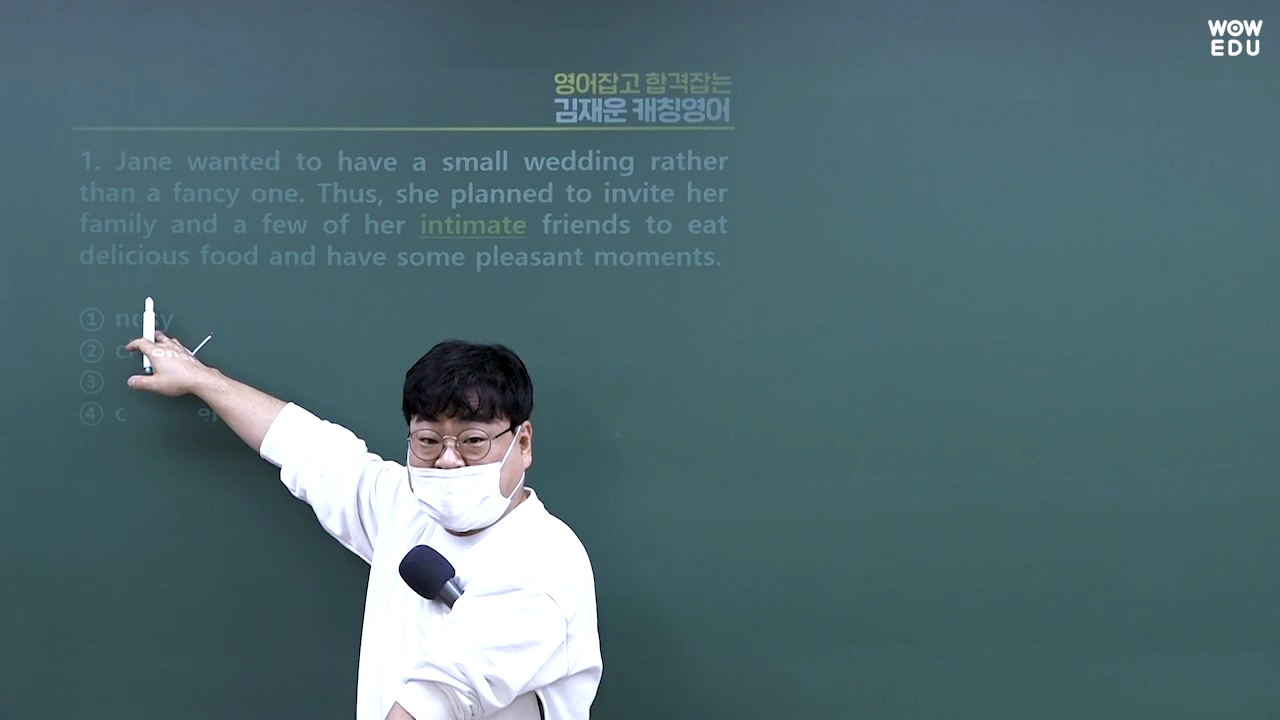 WOW
EDU
영어잡고 합격잡는
김재운 캐칭영어
1. Jane wanted to have a small wedding rather
than a fancy one. Thus, she planned to invite her
family and a few of her intimate friends to eat
delicious food and have some pleasant moments.
①
②
③
④